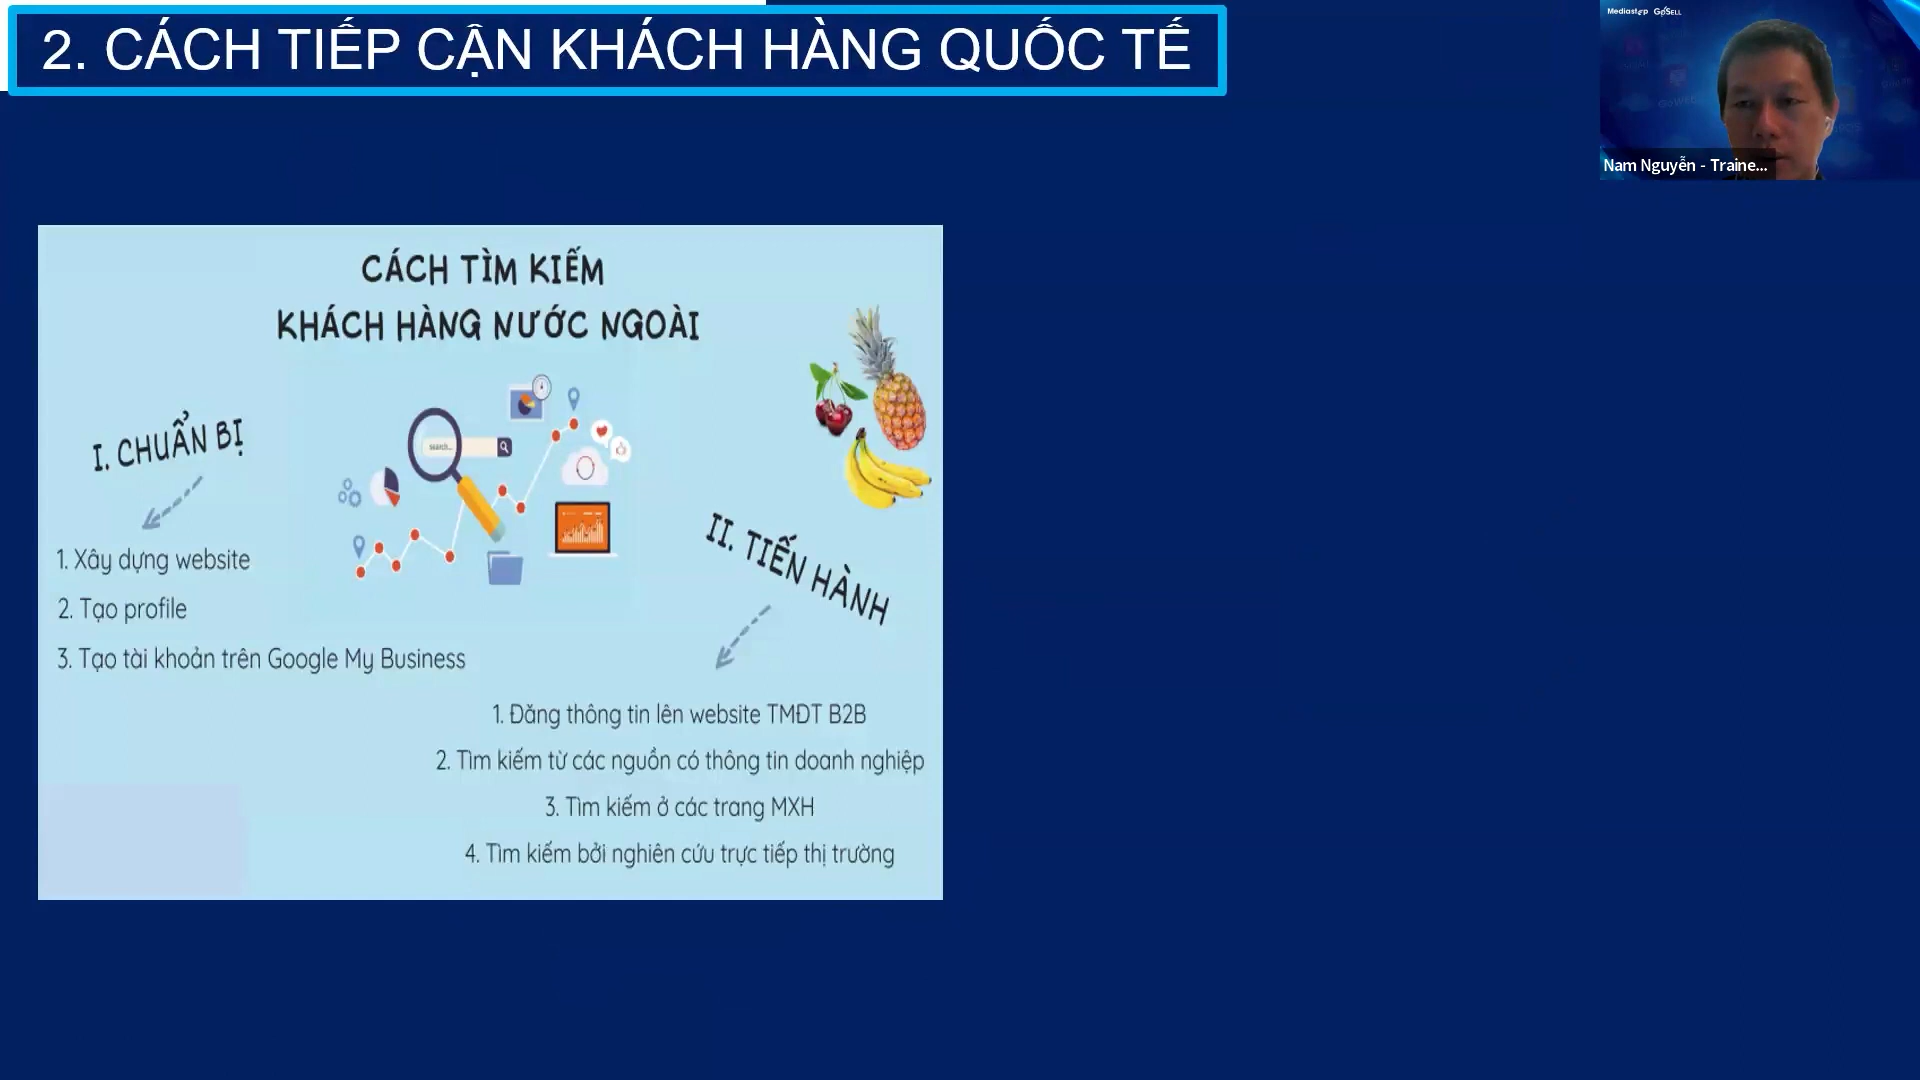 2. CÁCH TIẾP CẬN KHÁCH HÀNG QUỐC TẾ
Mediastep GoSELL
Nam Nguyễn - Traine...
CÁCH TÌM KIẾM
KHÁCH HÀNG NƯỚC NGOÀI
I. CHUẨN BỊ
search...
1. Xây dựng website
2. Tạo profile
3. Tạo tài khoản trên Google My Business
II. TIẾN HÀNH
1. Đăng thông tin lên website TMĐT B2B
2. Tìm kiếm từ các nguồn có thông tin doanh nghiệp
3. Tìm kiếm ở các trang MXH
4. Tìm kiếm bởi nghiên cứu trực tiếp thị trường